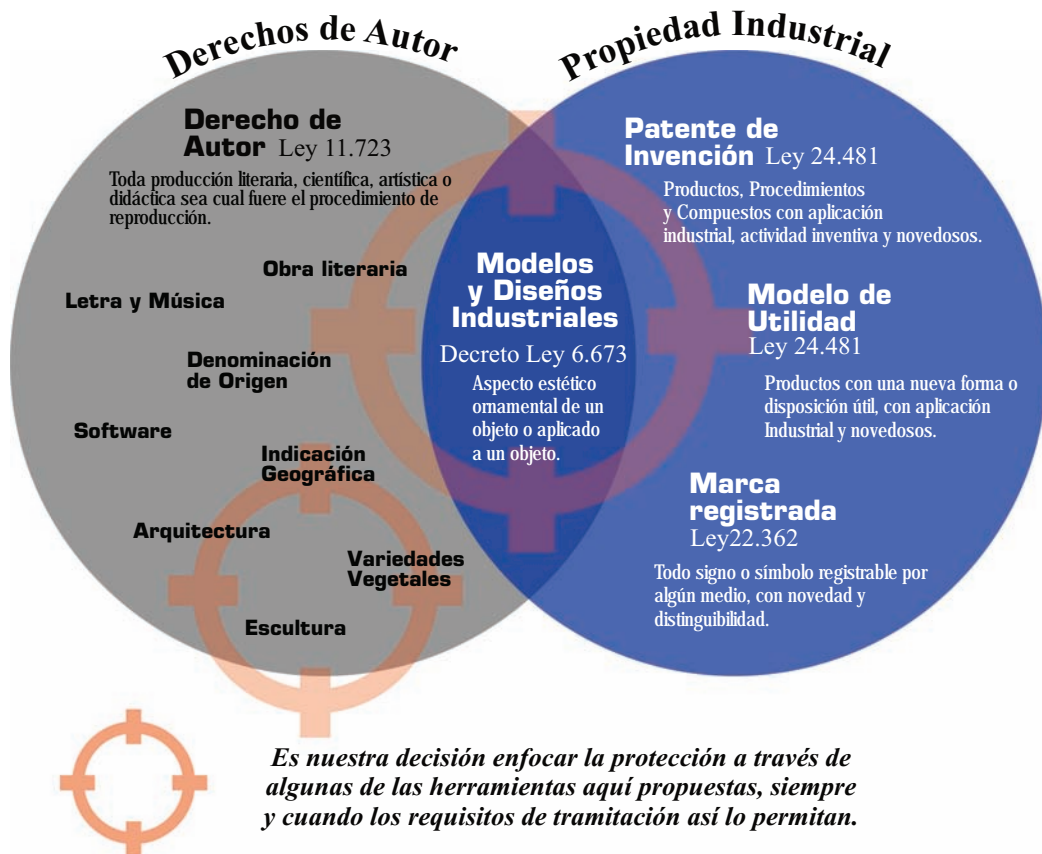 Derechos de Autor
Derecho de
Autor Ley 11.723
Toda producción literaria, científica, artística o
didáctica sea cual fuere el procedimiento de
reproducción.
Obra literaria
Letra y Música
Denominación
de Origen
Software
Indicación
Geográfica
Arquitectura
Variedades
Vegetales
Escultura
Modelos
y Diseños
Industriales
Decreto Ley 6.673
Aspecto estético
ornamental de un
objeto o aplicado
a un objeto.
Propiedad Industrial
Patente de
Invención Ley 24.481
Productos, Procedimientos
y Compuestos con aplicación
industrial, actividad inventiva y novedosos.
Modelo de
Utilidad
Ley 24.481
Productos con una nueva forma o
disposición útil, con aplicación
Industrial y novedosos.
Marca
registrada
Ley22.362
Todo signo o símbolo registrable por
algún medio, con novedad y
distinguibilidad.
Es nuestra decisión enfocar la protección a través de
algunas de las herramientas aquí propuestas, siempre
y cuando los requisitos de tramitación así lo permitan.